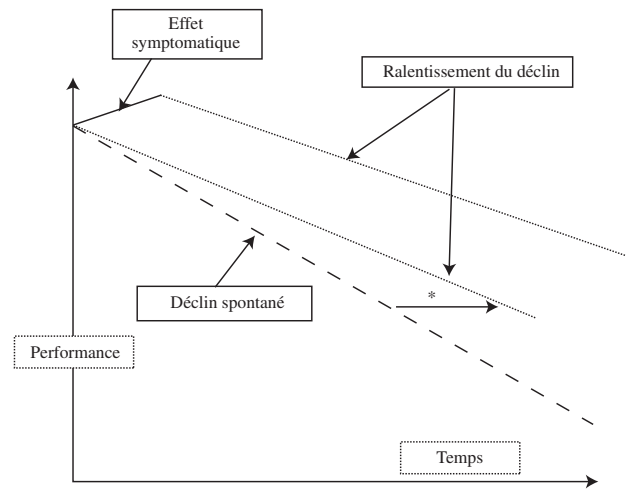 Effet
symptomatique
Ralentissement du déclin
*
Déclin spontané
Performance
Temps